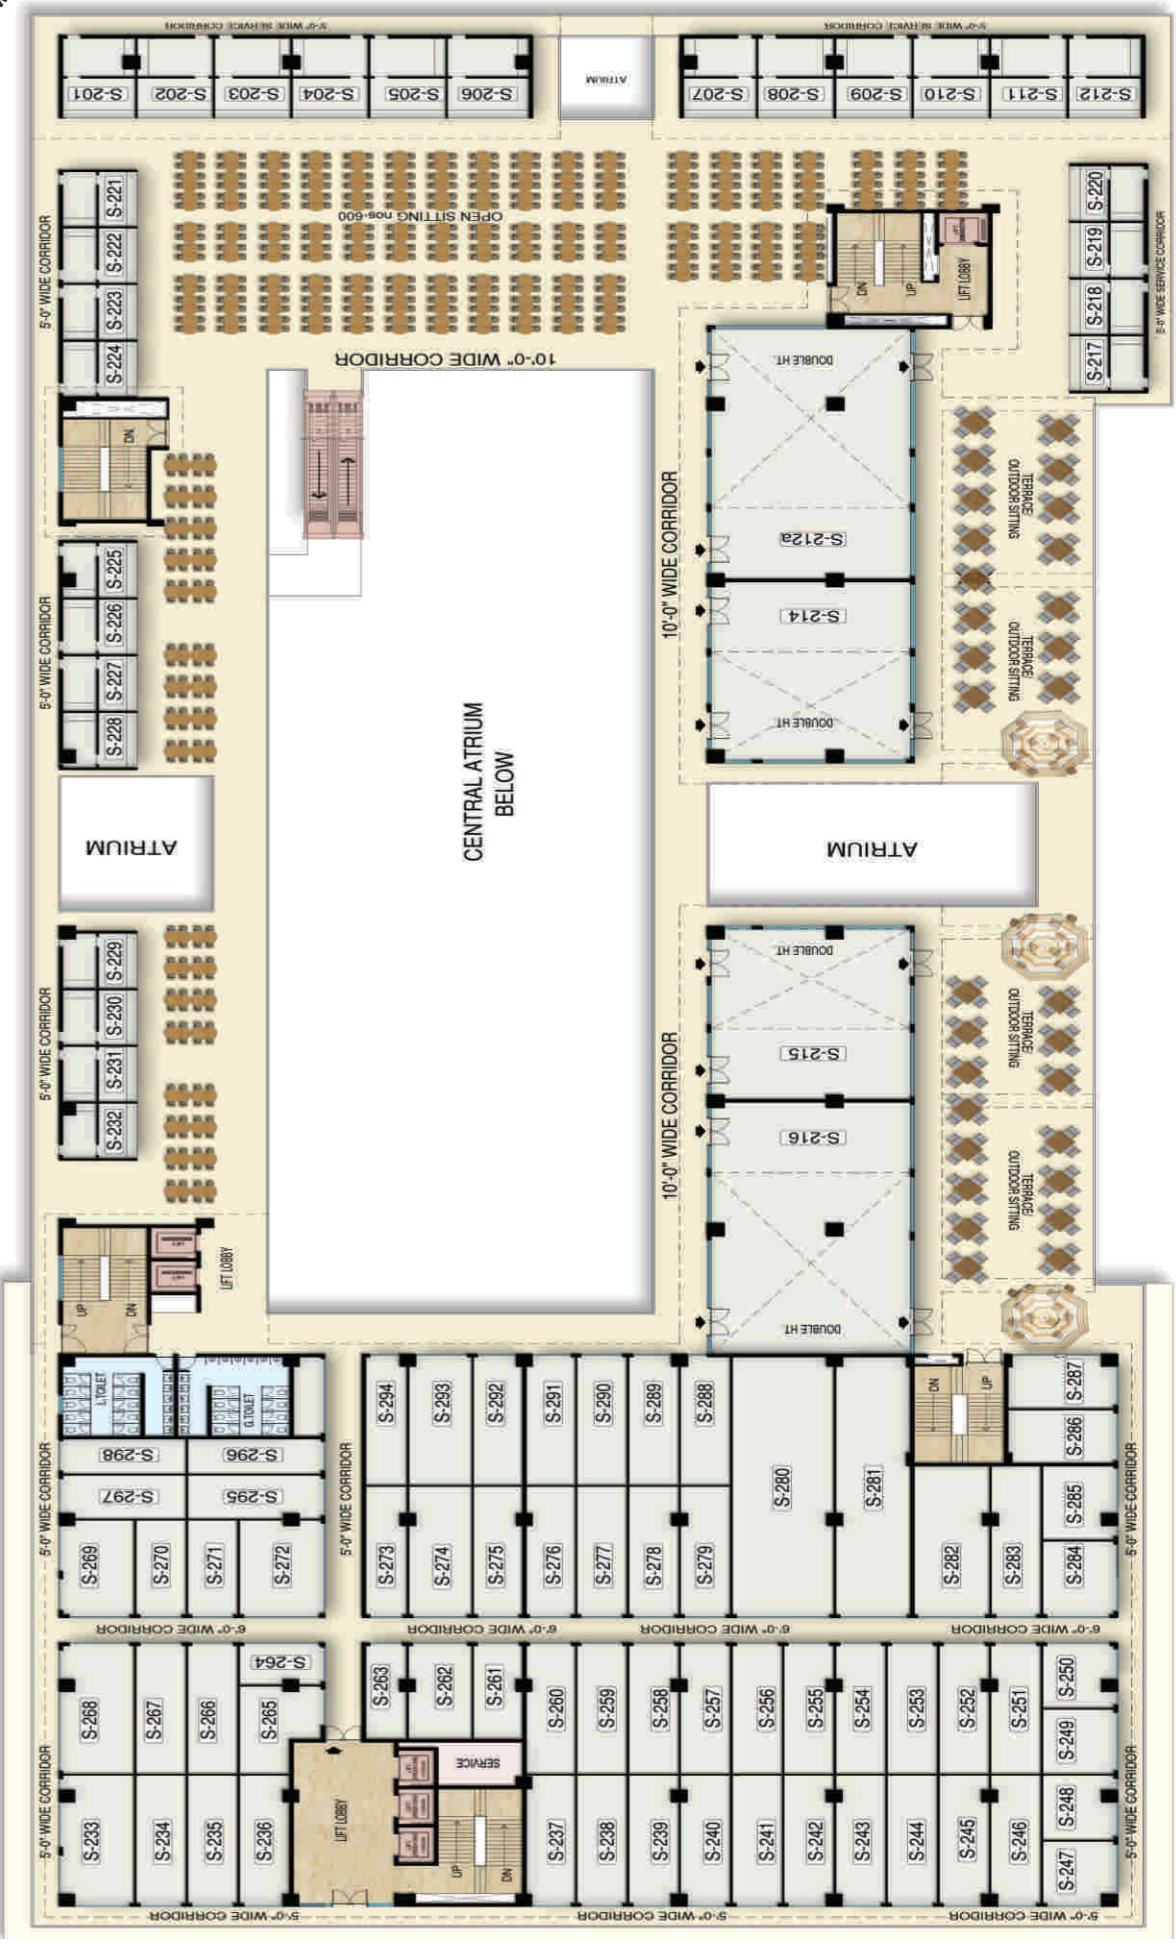 5'-0" WIDE SERVICE CORRIDOR
5'-0" WIDE SERVICE CORRIDOR
S-201
S-202
S-203
S-204
S-205
S-206
ATRIUM
S-207
S-208
S-209
S-210
S-211
S-212
5'-0" WIDE CORRIDOR
S-221
S-222
S-223
S-224
OPEN SITTING nos-600
S-220
S-219
S-218
S-217
5'-0" WIDE SERVICE CORRIDOR
DN
UP
LIFT LOBBY
10'-0" WIDE CORRIDOR
DN
DOUBLE HT.
S-212a
10'-0" WIDE CORRIDOR
TERRACE/
OUTDOOR SITTING
5'-0" WIDE CORRIDOR
S-225
S-226
S-227
S-228
S-214
DOUBLE HT.
TERRACE/
OUTDOOR SITTING
CENTRAL ATRIUM
BELOW
ATRIUM
ATRIUM
5'-0" WIDE CORRIDOR
S-229
S-230
S-231
S-232
DOUBLE HT.
S-215
10'-0" WIDE CORRIDOR
TERRACE/
OUTDOOR SITTING
S-216
DOUBLE HT.
TERRACE/
OUTDOOR SITTING
UP
DN
LIFT LOBBY
L.TOILET
G.TOILET
S-298
S-296
S-297
S-295
5'-0" WIDE CORRIDOR
S-269
S-270
S-271
S-272
5'-0" WIDE CORRIDOR
S-294
S-293
S-292
S-291
S-290
S-289
S-288
S-280
S-281
DN
UP
S-287
S-286
S-273
S-274
S-275
S-276
S-277
S-278
S-279
S-282
S-283
S-285
S-284
5'-0" WIDE CORRIDOR
6'-0" WIDE CORRIDOR
6'-0" WIDE CORRIDOR
6'-0" WIDE CORRIDOR
6'-0" WIDE CORRIDOR
S-268
S-267
S-266
S-264
S-265
S-263
S-262
S-261
S-260
S-259
S-258
S-257
S-256
S-255
S-254
S-253
S-252
S-251
S-250
S-249
5'-0" WIDE CORRIDOR
SERVICE
LIFT LOBBY
UP
DN
5'-0" WIDE CORRIDOR
S-233
S-234
S-235
S-236
S-237
S-238
S-239
S-240
S-241
S-242
S-243
S-244
S-245
S-246
S-248
S-247
5'-0" WIDE CORRIDOR
5'-0" WIDE CORRIDOR
5'-0" WIDE CORRIDOR